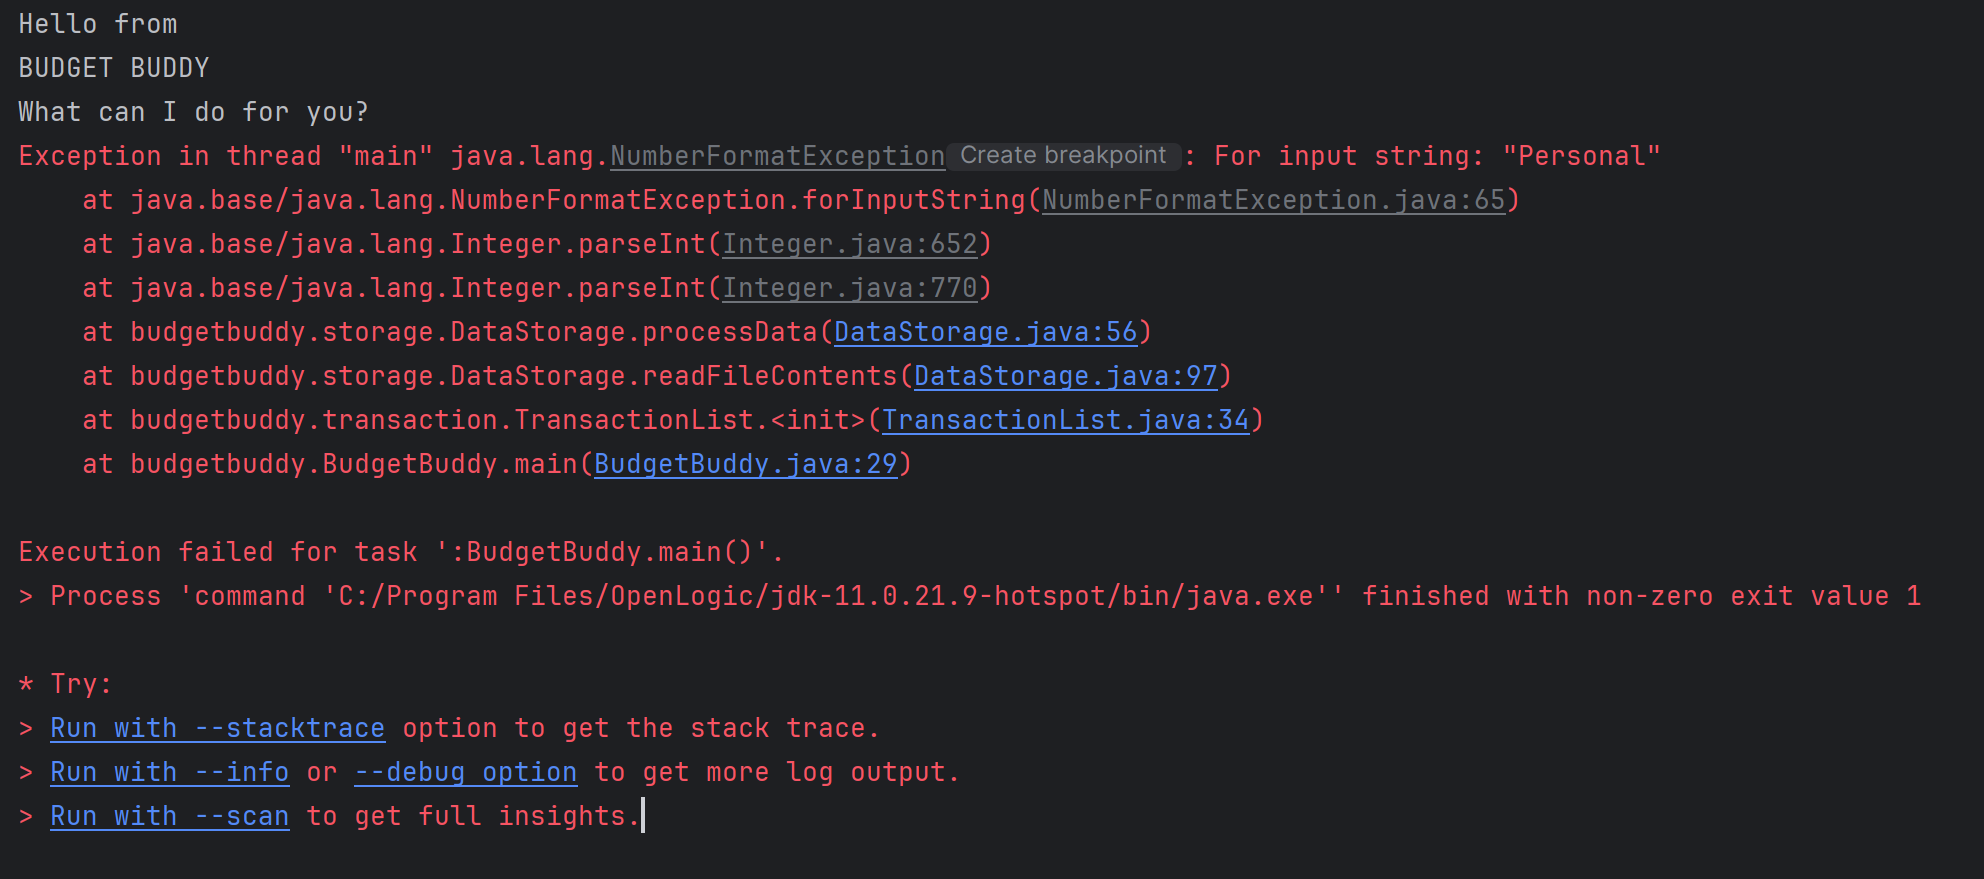 Hello from
BUDGET BUDDY
What can I do for you?
Exception in thread "main" java.lang.NumberFormatException Create breakpoint : For input string: "Personal"
    at java.base/java.lang.NumberFormatException.forInputString(NumberFormatException.java:65)
    at java.base/java.lang.Integer.parseInt(Integer.java:652)
    at java.base/java.lang.Integer.parseInt(Integer.java:770)
    at budgetbuddy.storage.DataStorage.processData(DataStorage.java:56)
    at budgetbuddy.storage.DataStorage.readFileContents(DataStorage.java:97)
    at budgetbuddy.transaction.TransactionList.<init>(TransactionList.java:34)
    at budgetbuddy.BudgetBuddy.main(BudgetBuddy.java:29)
Execution failed for task ':BudgetBuddy.main()'.
> Process 'command 'C:/Program Files/OpenLogic/jdk-11.0.21.9-hotspot/bin/java.exe'' finished with non-zero exit value 1
* Try:
> Run with --stacktrace option to get the stack trace.
> Run with --info or --debug option to get more log output.
> Run with --scan to get full insights.